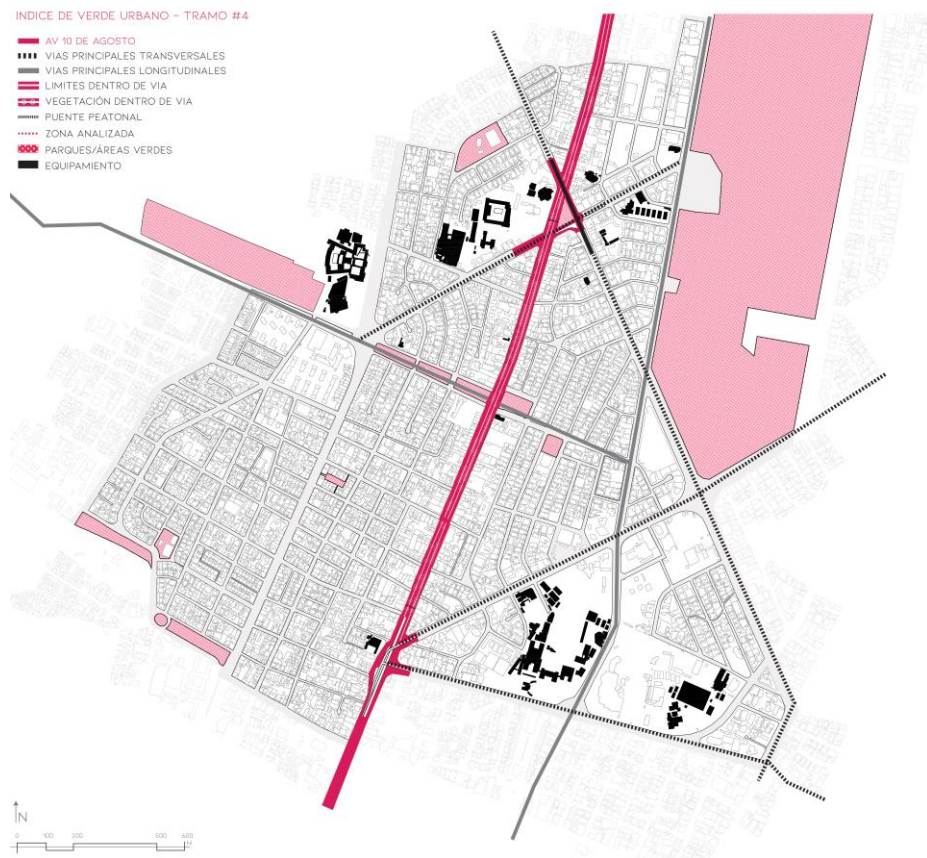 INDICE DE VERDE URBANO - TRAMO #4
AV 10 DE AGOSTO
VIAS PRINCIPALES TRANSVERSALES
VIAS PRINCIPALES LONGITUDINALES
LIMITES DENTRO DE VIA
VEGETACIÓN DENTRO DE VIA
PUENTE PEATONAL
ZONA ANALIZADA
PARQUES/ÁREAS VERDES
EQUIPAMIENTO
N
0 100 200 500 600
M